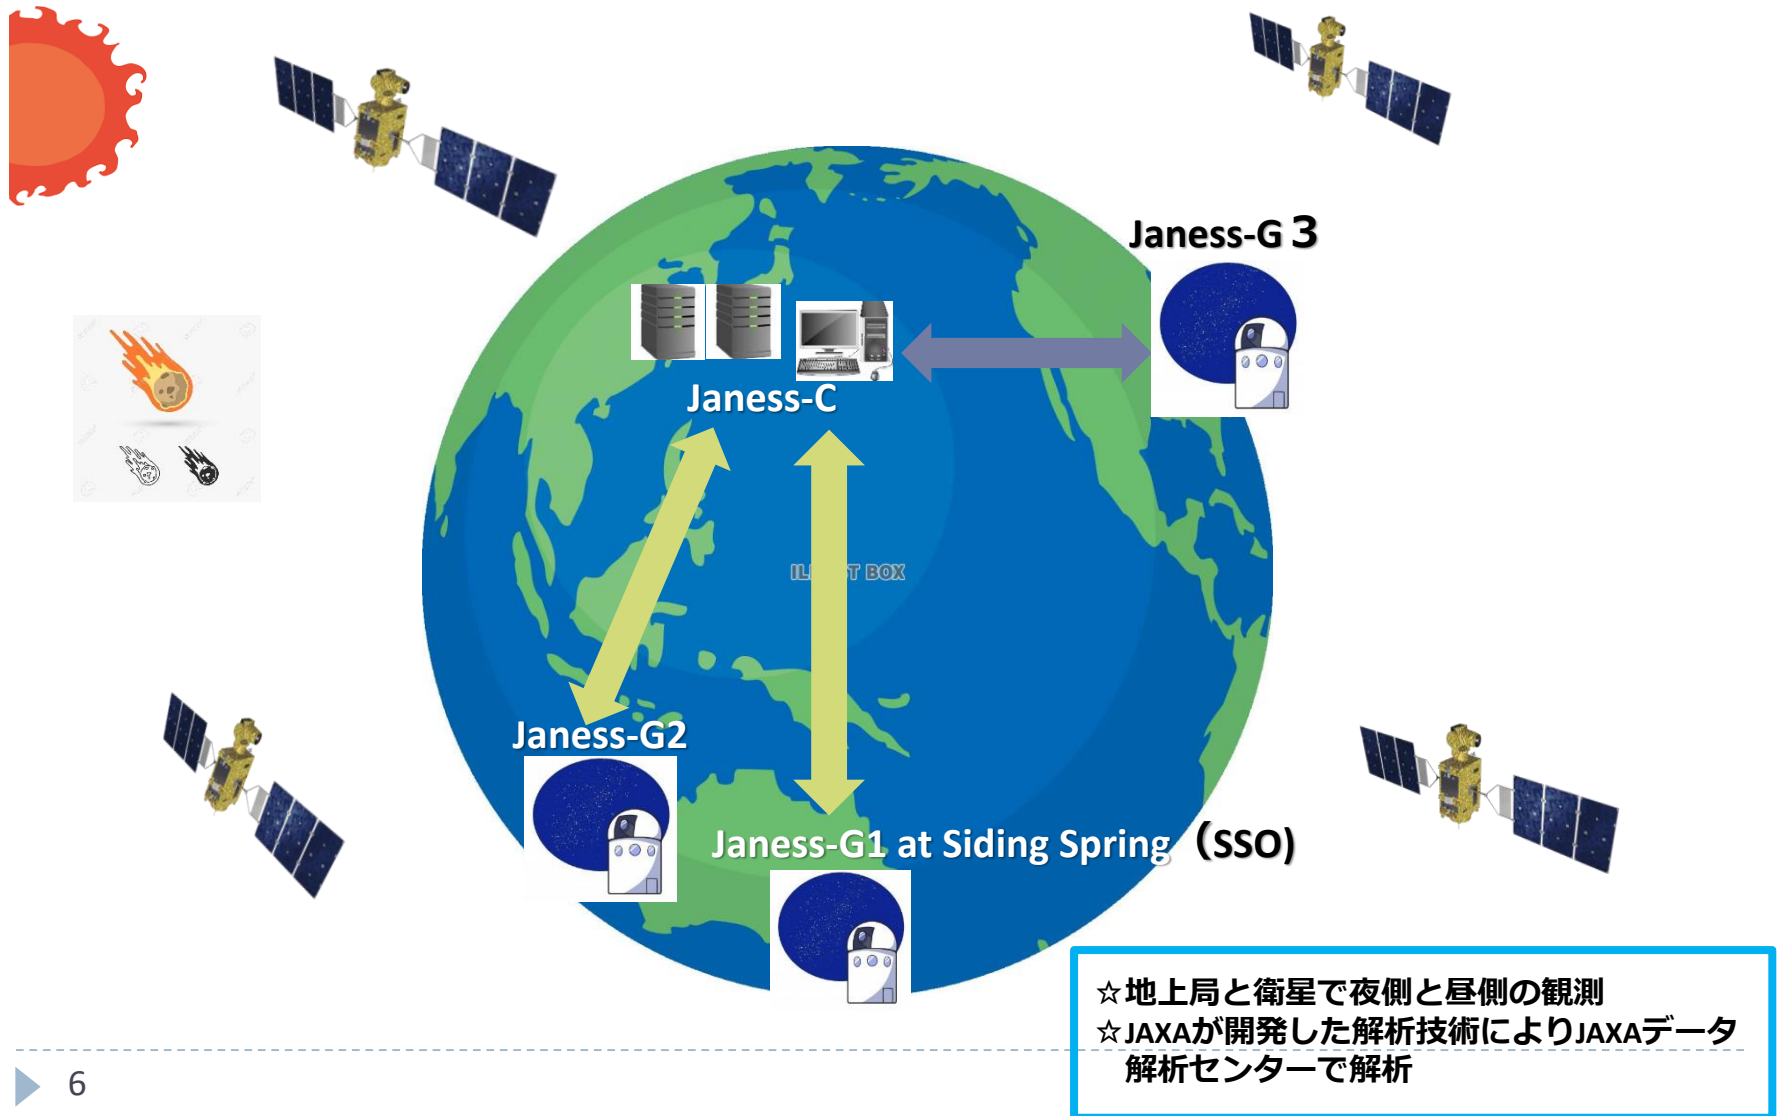 Janess-G３
Janess-C
ILLUST BOX
Janess-G2
Janess-G1 at Siding Spring（SSO)
☆地上局と衛星で夜側と昼側の観測
☆JAXAが開発した解析技術によりJAXAデータ
解析センターで解析
6